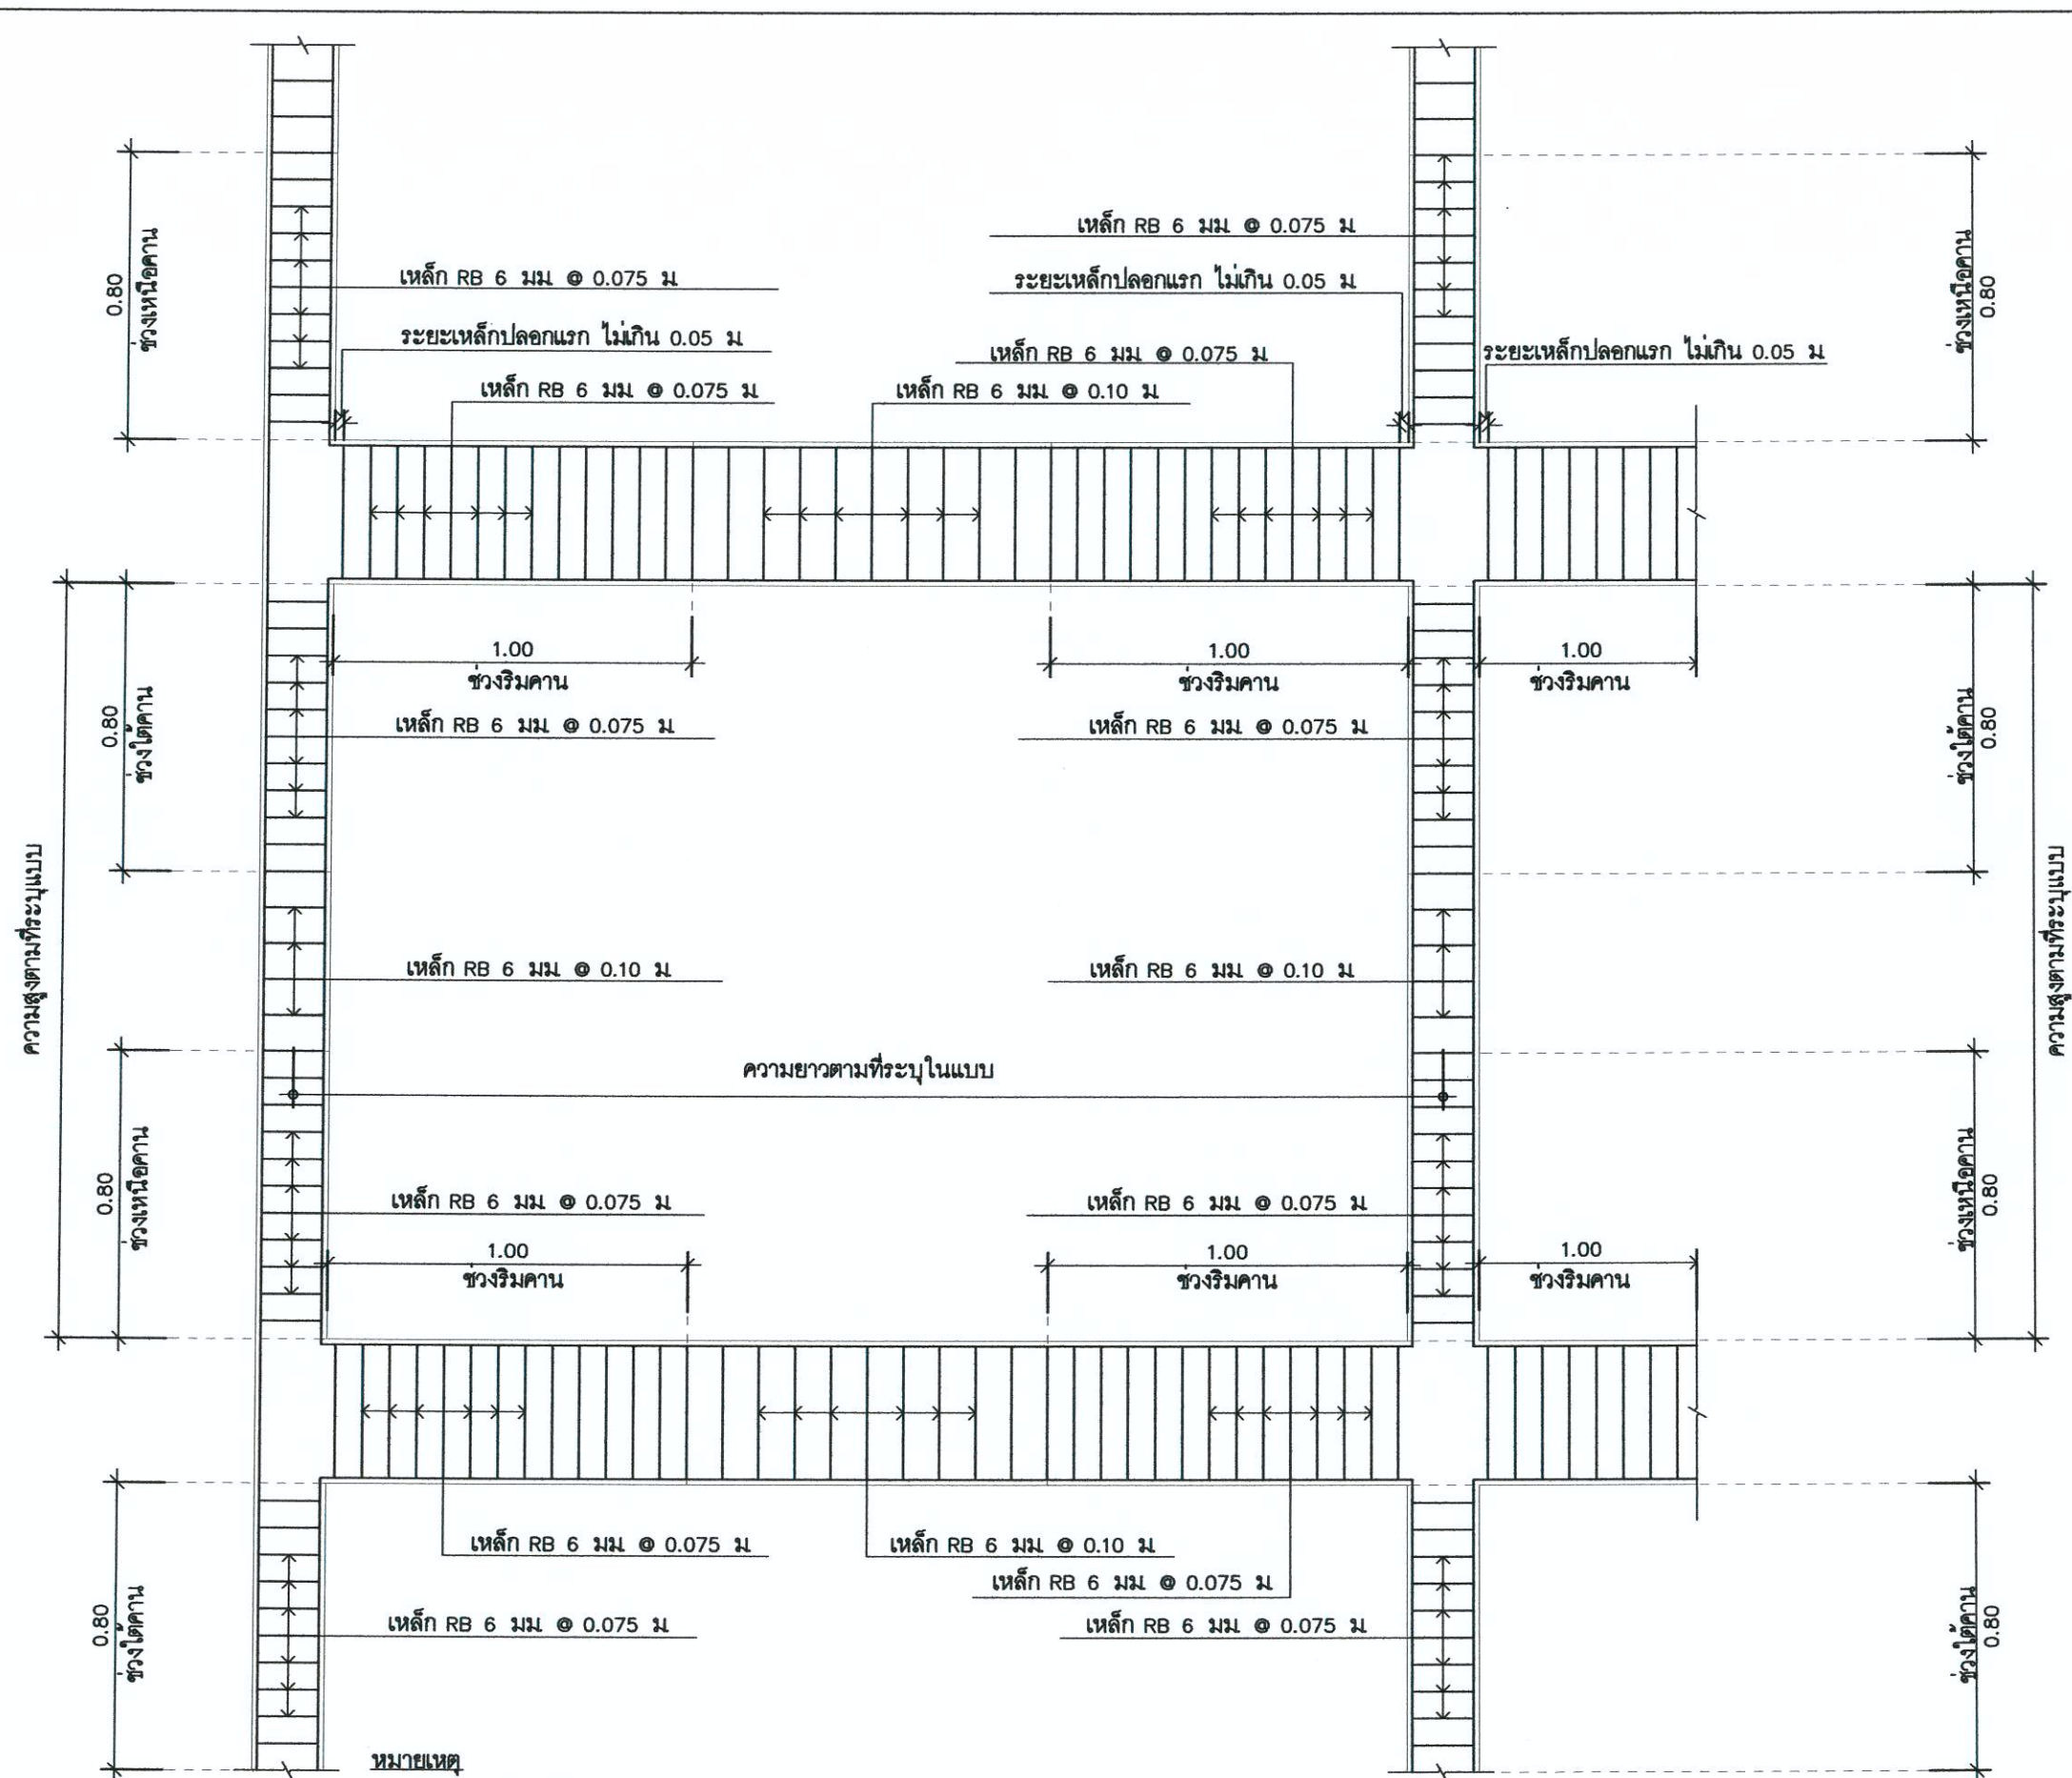 เหล็ก RB 6 มม. @ 0.075 ม.
ช่วงเหนือคาน
0.80
เหล็ก RB 6 มม. @ 0.075 ม.
ระยะเหล็กปลอกแรก ไม่เกิน 0.05 ม.
0.80
ช่วงเหนือคาน
ระยะเหล็กปลอกแรก ไม่เกิน 0.05 ม.
เหล็ก RB 6 มม. @ 0.075 ม.
ระยะเหล็กปลอกแรก ไม่เกิน 0.05 ม.
เหล็ก RB 6 มม. @ 0.075 ม.
เหล็ก RB 6 มม. @ 0.10 ม.
1.00
ช่วงริมคาน
1.00
ช่วงริมคาน
1.00
ช่วงริมคาน
0.80
ช่วงใต้คาน
เหล็ก RB 6 มม. @ 0.075 ม.
เหล็ก RB 6 มม. @ 0.075 ม.
ช่วงใต้คาน
0.80
ความสูงตามที่ระบุแบบ
ความสูงตามที่ระบุแบบ
เหล็ก RB 6 มม. @ 0.10 ม.
เหล็ก RB 6 มม. @ 0.10 ม.
ความยาวตามที่ระบุในแบบ
0.80
ช่วงเหนือคาน
เหล็ก RB 6 มม. @ 0.075 ม.
เหล็ก RB 6 มม. @ 0.075 ม.
ช่วงเหนือคาน
0.80
1.00
ช่วงริมคาน
1.00
ช่วงริมคาน
1.00
ช่วงริมคาน
เหล็ก RB 6 มม. @ 0.075 ม.
เหล็ก RB 6 มม. @ 0.10 ม.
เหล็ก RB 6 มม. @ 0.075 ม.
0.80
ช่วงใต้คาน
เหล็ก RB 6 มม. @ 0.075 ม.
เหล็ก RB 6 มม. @ 0.075 ม.
ช่วงใต้คาน
0.80
หมายเหตุ